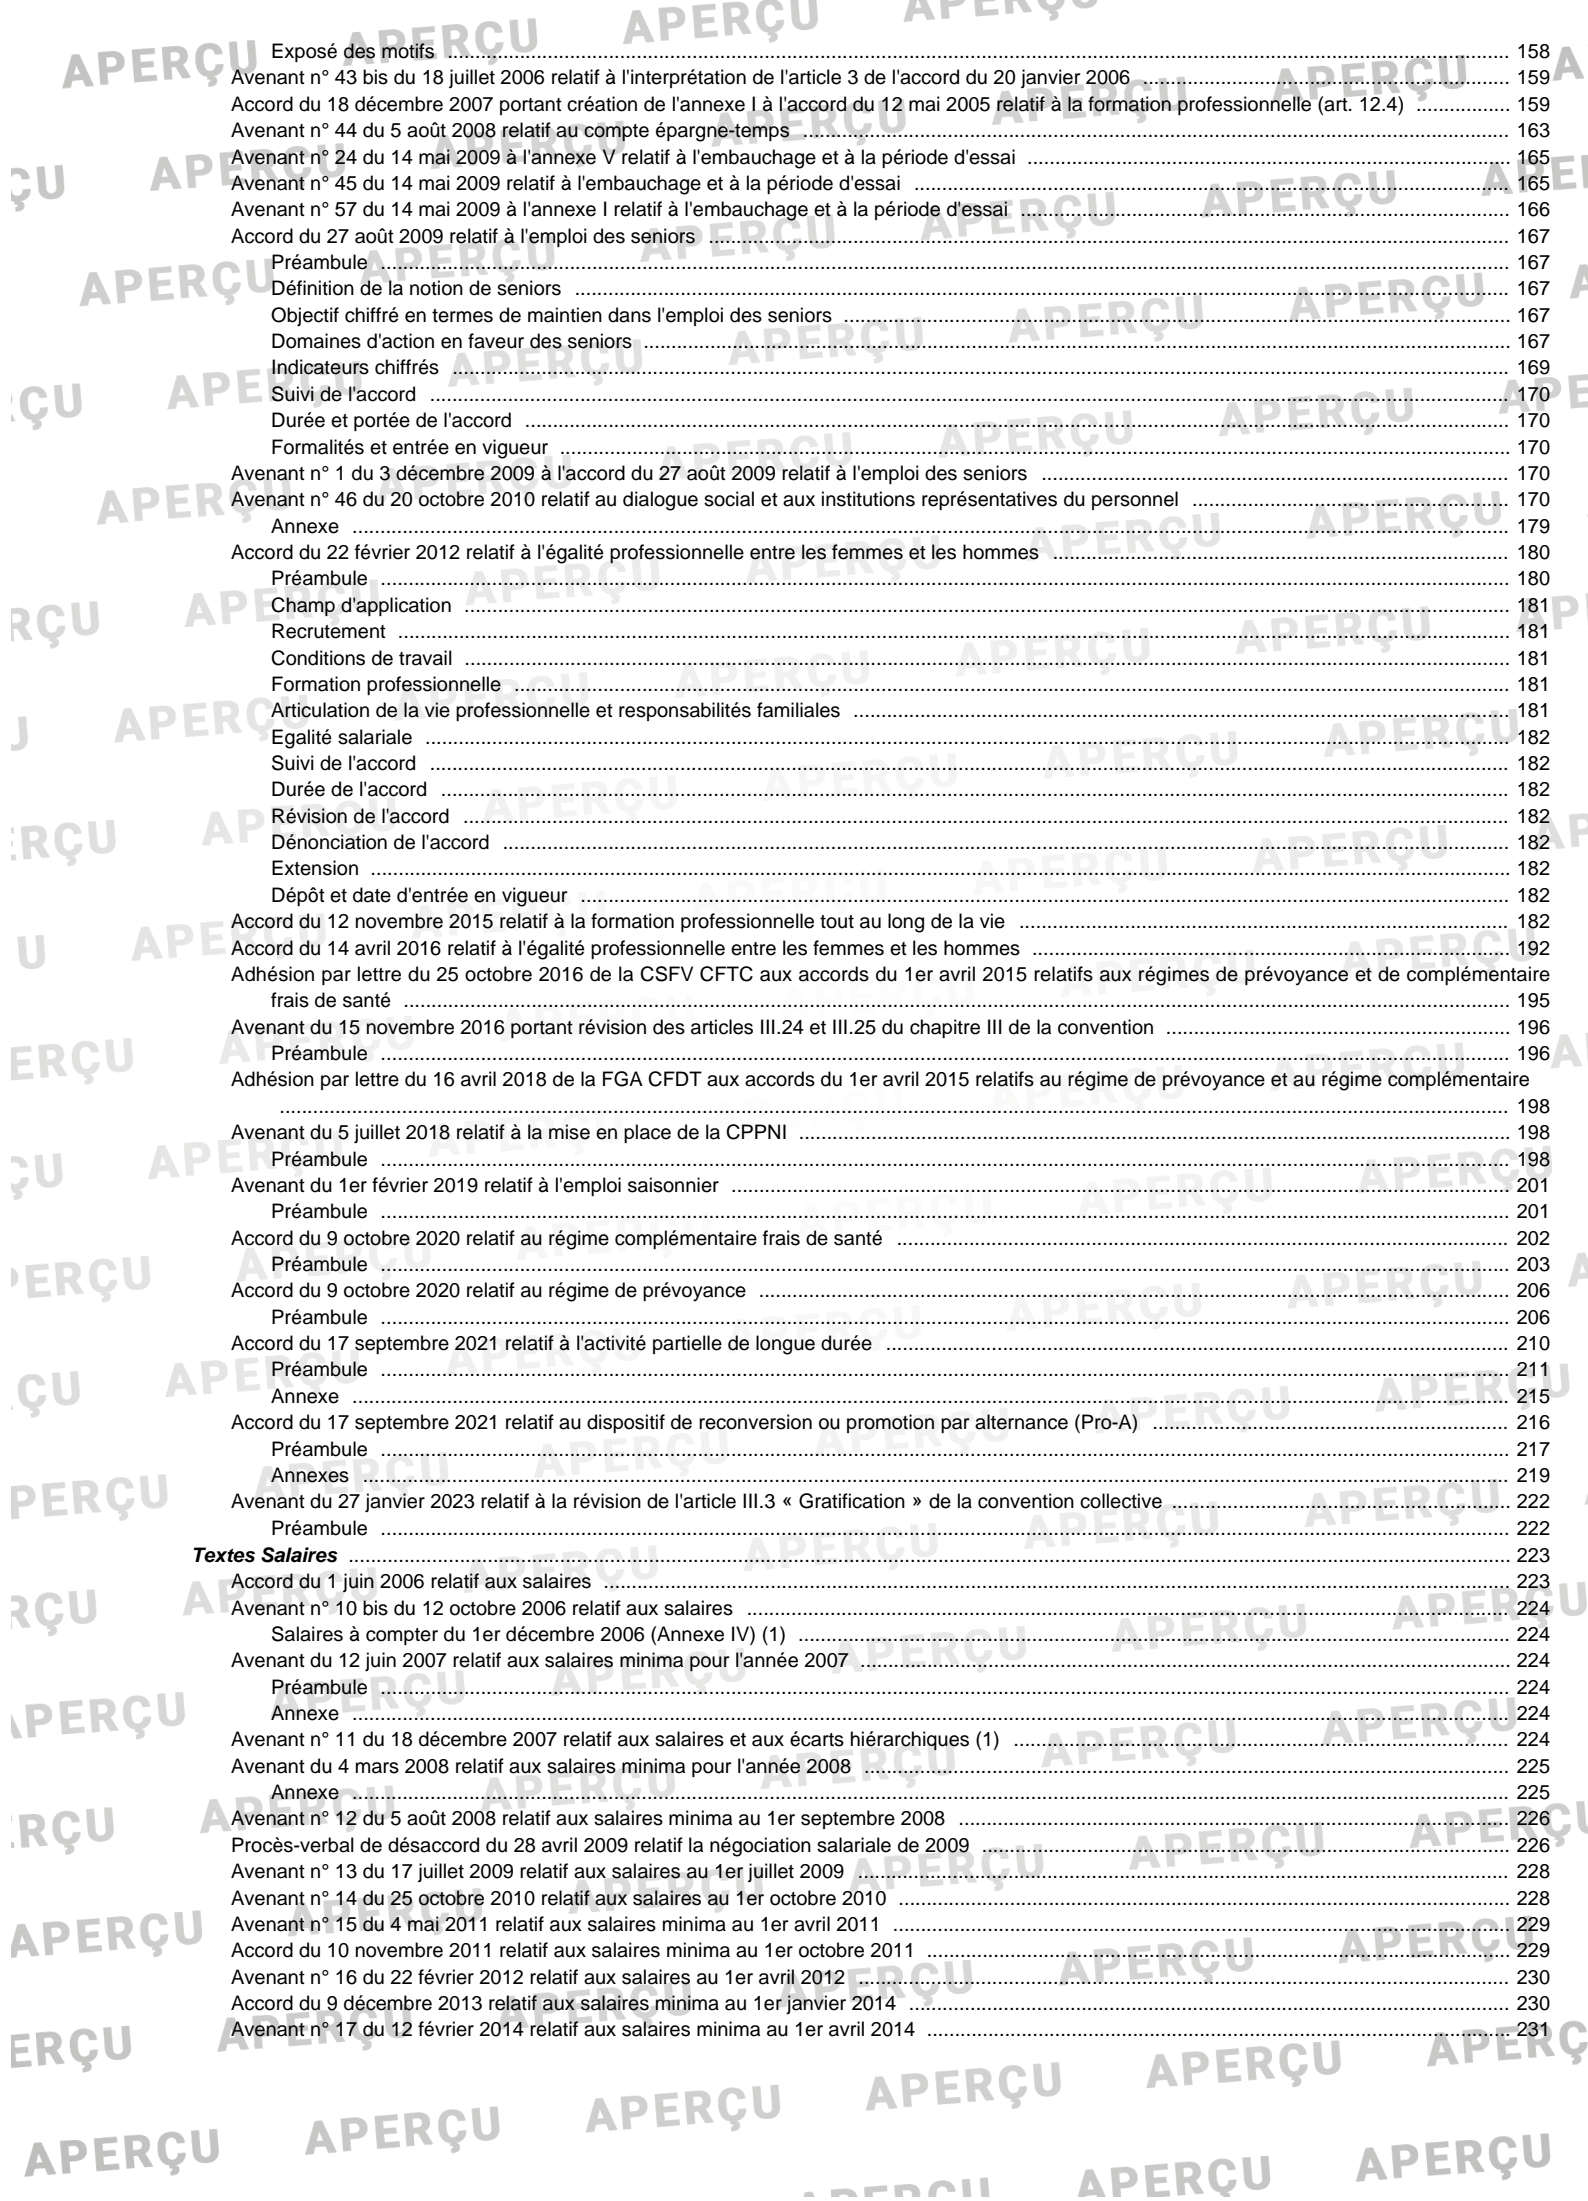 Exposé des motifs ... 158
Avenant n° 43 bis du 18 juillet 2006 relatif à l'interprétation de l'article 3 de l'accord du 20 janvier 2006 ... 159
Accord du 18 décembre 2007 portant création de l'annexe I à l'accord du 12 mai 2005 relatif à la formation professionnelle (art. 12.4) ... 159
Avenant n° 44 du 5 août 2008 relatif au compte épargne-temps ... 163
Avenant n° 24 du 14 mai 2009 à l'annexe V relatif à l'embauchage et à la période d'essai ... 165
Avenant n° 45 du 14 mai 2009 relatif à l'embauchage et à la période d'essai ... 165
Avenant n° 57 du 14 mai 2009 à l'annexe I relatif à l'embauchage et à la période d'essai ... 166
Accord du 27 août 2009 relatif à l'emploi des seniors ... 167
Préambule ... 167
Définition de la notion de seniors ... 167
Objectif chiffré en termes de maintien dans l'emploi des seniors ... 167
Domaines d'action en faveur des seniors ... 167
Indicateurs chiffrés ... 169
Suivi de l'accord ... 170
Durée et portée de l'accord ... 170
Formalités et entrée en vigueur ... 170
Avenant n° 1 du 3 décembre 2009 à l'accord du 27 août 2009 relatif à l'emploi des seniors ... 170
Avenant n° 46 du 20 octobre 2010 relatif au dialogue social et aux institutions représentatives du personnel ... 170
Annexe ... 179
Accord du 22 février 2012 relatif à l'égalité professionnelle entre les femmes et les hommes ... 180
Préambule ... 180
Champ d'application ... 181
Recrutement ... 181
Conditions de travail ... 181
Formation professionnelle ... 181
Articulation de la vie professionnelle et responsabilités familiales ... 181
Egalité salariale ... 182
Suivi de l'accord ... 182
Durée de l'accord ... 182
Révision de l'accord ... 182
Dénonciation de l'accord ... 182
Extension ... 182
Dépôt et date d'entrée en vigueur ... 182
Accord du 12 novembre 2015 relatif à la formation professionnelle tout au long de la vie ... 182
Accord du 14 avril 2016 relatif à l'égalité professionnelle entre les femmes et les hommes ... 192
Adhésion par lettre du 25 octobre 2016 de la CSFV CFTC aux accords du 1er avril 2015 relatifs aux régimes de prévoyance et de complémentaire
frais de santé ... 195
Avenant du 15 novembre 2016 portant révision des articles III.24 et III.25 du chapitre III de la convention ... 196
Préambule ... 196
Adhésion par lettre du 16 avril 2018 de la FGA CFDT aux accords du 1er avril 2015 relatifs au régime de prévoyance et au régime complémentaire
... 198
Avenant du 5 juillet 2018 relatif à la mise en place de la CPPNI ... 198
Préambule ... 198
Avenant du 1er février 2019 relatif à l'emploi saisonnier ... 201
Préambule ... 201
Accord du 9 octobre 2020 relatif au régime complémentaire frais de santé ... 202
Préambule ... 203
Accord du 9 octobre 2020 relatif au régime de prévoyance ... 206
Préambule ... 206
Accord du 17 septembre 2021 relatif à l'activité partielle de longue durée ... 210
Préambule ... 211
Annexe ... 215
Accord du 17 septembre 2021 relatif au dispositif de reconversion ou promotion par alternance (Pro-A) ... 216
Préambule ... 217
Annexes ... 219
Avenant du 27 janvier 2023 relatif à la révision de l'article III.3 « Gratification » de la convention collective ... 222
Préambule ... 222
Textes Salaires ... 223
Accord du 1 juin 2006 relatif aux salaires ... 223
Avenant n° 10 bis du 12 octobre 2006 relatif aux salaires ... 224
Salaires à compter du 1er décembre 2006 (Annexe IV) (1) ... 224
Avenant du 12 juin 2007 relatif aux salaires minima pour l'année 2007 ... 224
Préambule ... 224
Annexe ... 224
Avenant n° 11 du 18 décembre 2007 relatif aux salaires et aux écarts hiérarchiques (1) ... 224
Avenant du 4 mars 2008 relatif aux salaires minima pour l'année 2008 ... 225
Annexe ... 225
Avenant n° 12 du 5 août 2008 relatif aux salaires minima au 1er septembre 2008 ... 226
Procès-verbal de désaccord du 28 avril 2009 relatif la négociation salariale de 2009 ... 226
Avenant n° 13 du 17 juillet 2009 relatif aux salaires au 1er juillet 2009 ... 228
Avenant n° 14 du 25 octobre 2010 relatif aux salaires au 1er octobre 2010 ... 228
Avenant n° 15 du 4 mai 2011 relatif aux salaires minima au 1er avril 2011 ... 229
Accord du 10 novembre 2011 relatif aux salaires minima au 1er octobre 2011 ... 229
Avenant n° 16 du 22 février 2012 relatif aux salaires au 1er avril 2012 ... 230
Accord du 9 décembre 2013 relatif aux salaires minima au 1er janvier 2014 ... 230
Avenant n° 17 du 12 février 2014 relatif aux salaires minima au 1er avril 2014 ... 231
APERÇU